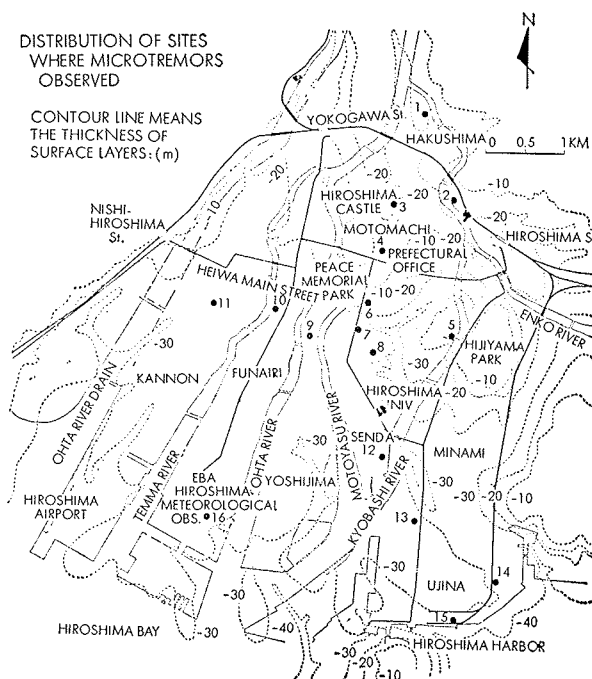 DISTRIBUTION OF SITES
WHERE MICROTREMORS
OBSERVED
CONTOUR LINE MEANS
THE THICKNESS OF
SURFACE LAYERS: (m)
N
0 0.5 1KM
YOKOGAWA St.
1
HAKUSHIMA
-20
-20
-10
HIROSHIMA
CASTLE
-20
3
2
-20
-10
NISHI-
HIROSHIMA
St.
MOTOMACHI
4
-10
-20
HIROSHIMA S
PREFECTURAL
OFFICE
PEACE
MEMORIAL
PARK
HEIWA MAIN STREET
11
10
-10
-20
6
9
7
8
5
ENKO RIVER
-30
-30
HIJIYAMA
PARK
-10
KANNON
FUNAIRI
HIROSHIMA
UNIV
-20
OHTA RIVER DRAIN
TEMMA RIVER
OHTA RIVER
MOTOYASU RIVER
KYOBASHI RIVER
SENDA
12
MINAMI
-30
YOSHIJIMA
-30
-30
-20
-10
EBA
HIROSHIMA
METEOROLOGICAL
OBS.
16
HIROSHIMA
AIRPORT
13
-30
UJINA
14
15
-40
HIROSHIMA BAY
-30
-40
-30
-20
-10
HIROSHIMA HARBOR